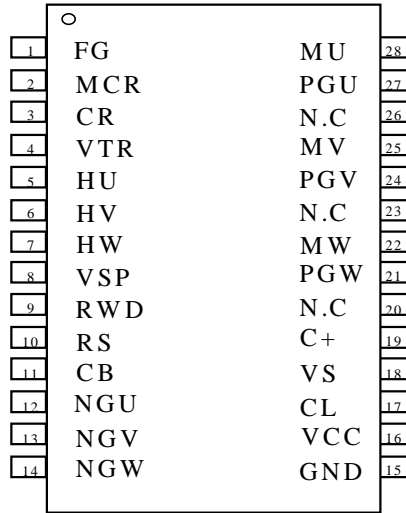 1 FG MU 28
2 MCR PGU 27
3 CR N.C 26
4 VTR MV 25
5 HU PGV 24
6 HV N.C 23
7 HW MW 22
8 VSP PGW 21
9 RWD N.C 20
10 RS C+ 19
11 CB VS 18
12 NGU CL 17
13 NGV VCC 16
14 NGW GND 15